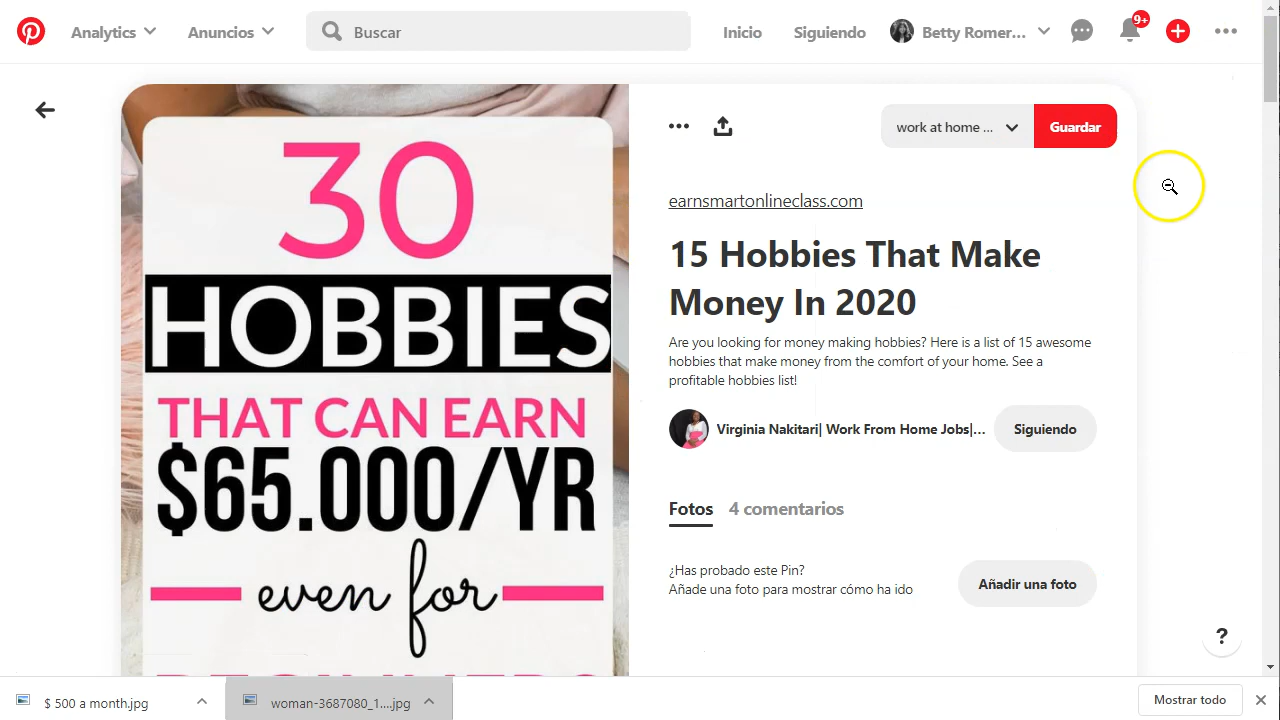 Analytics
Anuncios
Buscar
Inicio
Siguiendo
Betty Romer...
9+
work at home ...
Guardar
earnsmartonlineclass.com
15 Hobbies That Make
Money In 2020
Are you looking for money making hobbies? Here is a list of 15 awesome
hobbies that make money from the comfort of your home. See a
profitable hobbies list!
Virginia Nakitari| Work From Home Jobs|...
Siguiendo
Fotos
4 comentarios
¿Has probado este Pin?
Añade una foto para mostrar cómo ha ido
Añadir una foto
30
HOBBIES
THAT CAN EARN
$65.000/YR
even for
?
$ 500 a month.jpg
woman-3687080_1....jpg
Mostrar todo